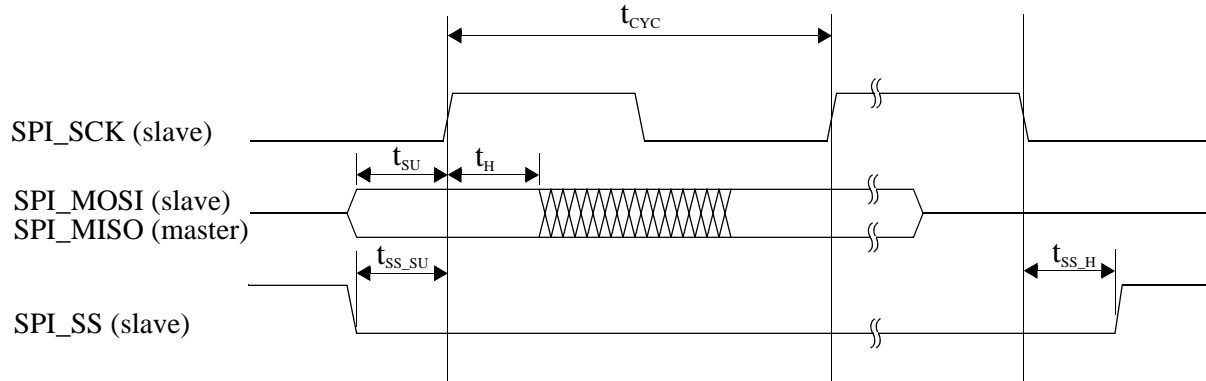 t_CYC
SPI_SCK (slave)
t_SU t_H
SPI_MOSI (slave)
SPI_MISO (master)
t_SS_SU t_SS_H
SPI_SS (slave)